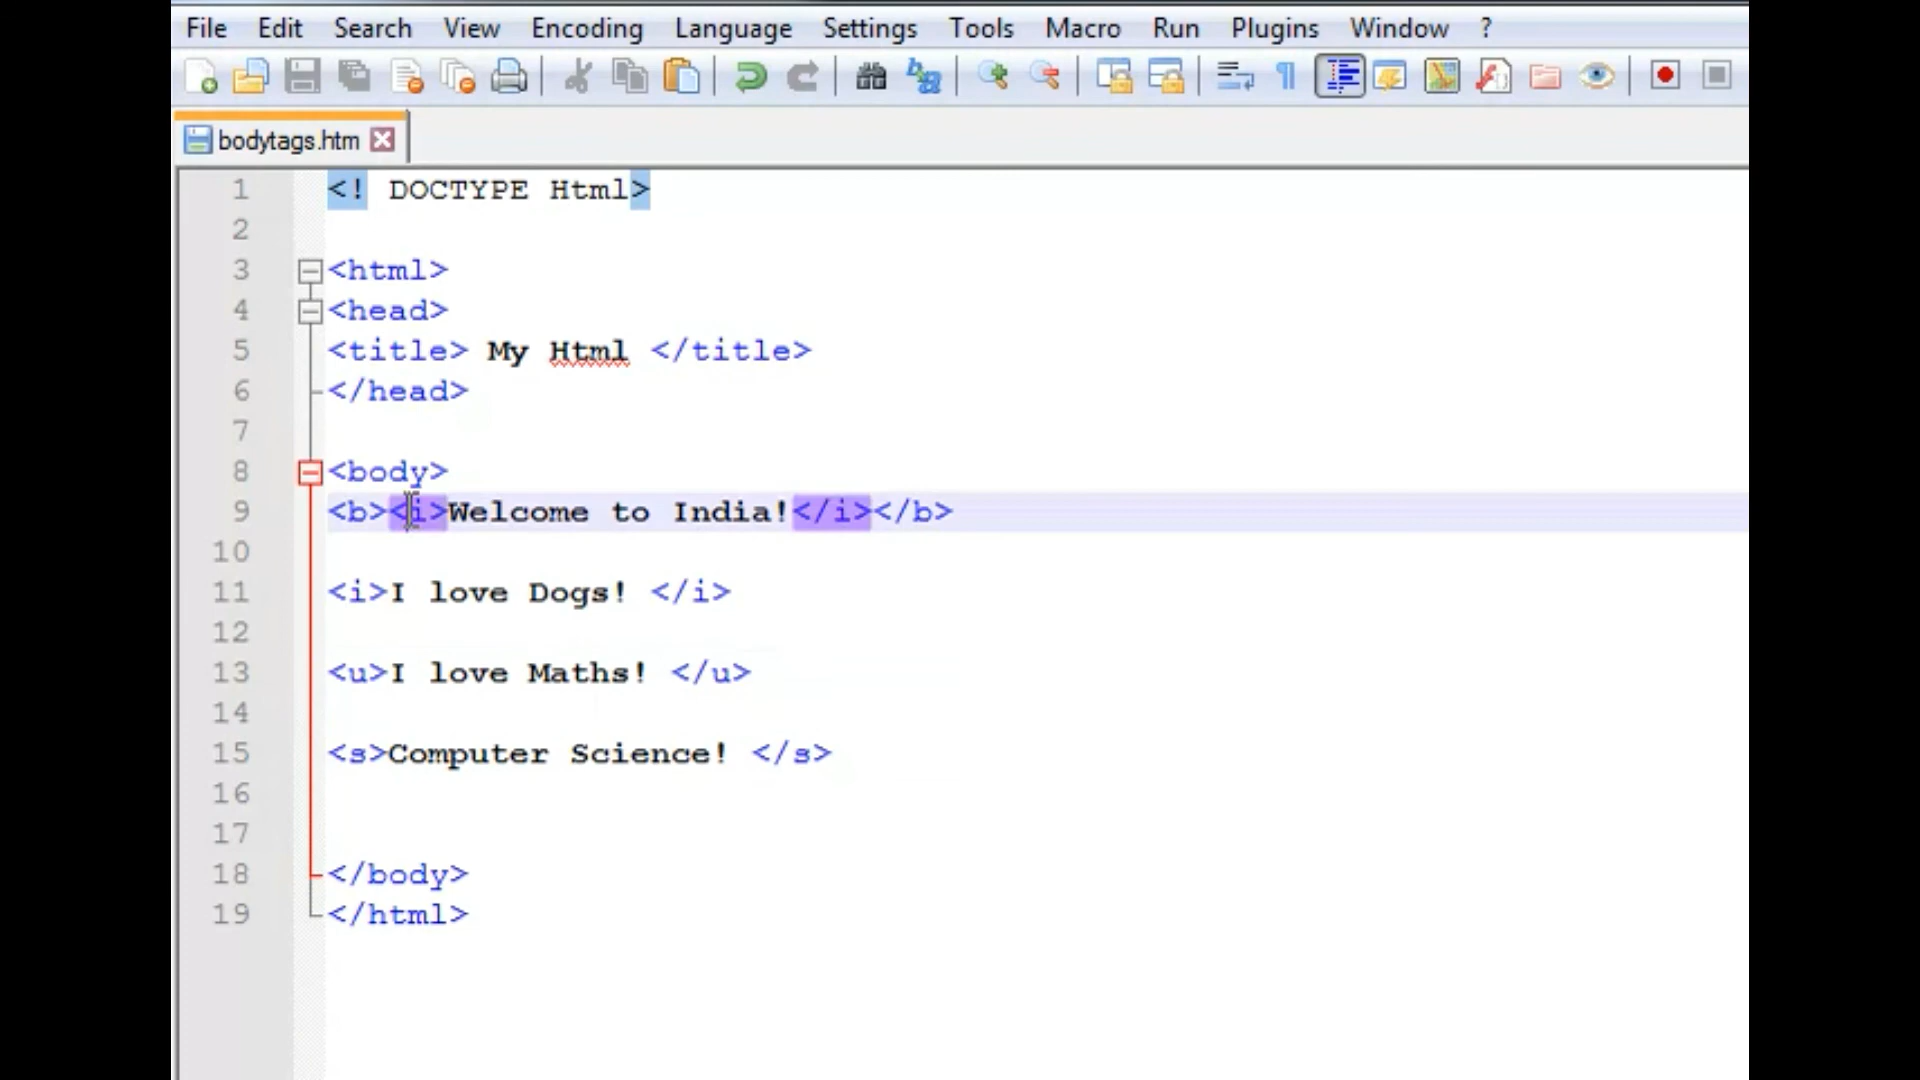 File Edit Search View Encoding Language Settings Tools Macro Run Plugins Window ?
bodytags.htm
1 <! DOCTYPE Html>
2
3 <html>
4 <head>
5 <title> My Html </title>
6 </head>
7
8 <body>
9 <b><i>Welcome to India!</i></b>
10
11 <i>I love Dogs! </i>
12
13 <u>I love Maths! </u>
14
15 <s>Computer Science! </s>
16
17
18 </body>
19 </html>